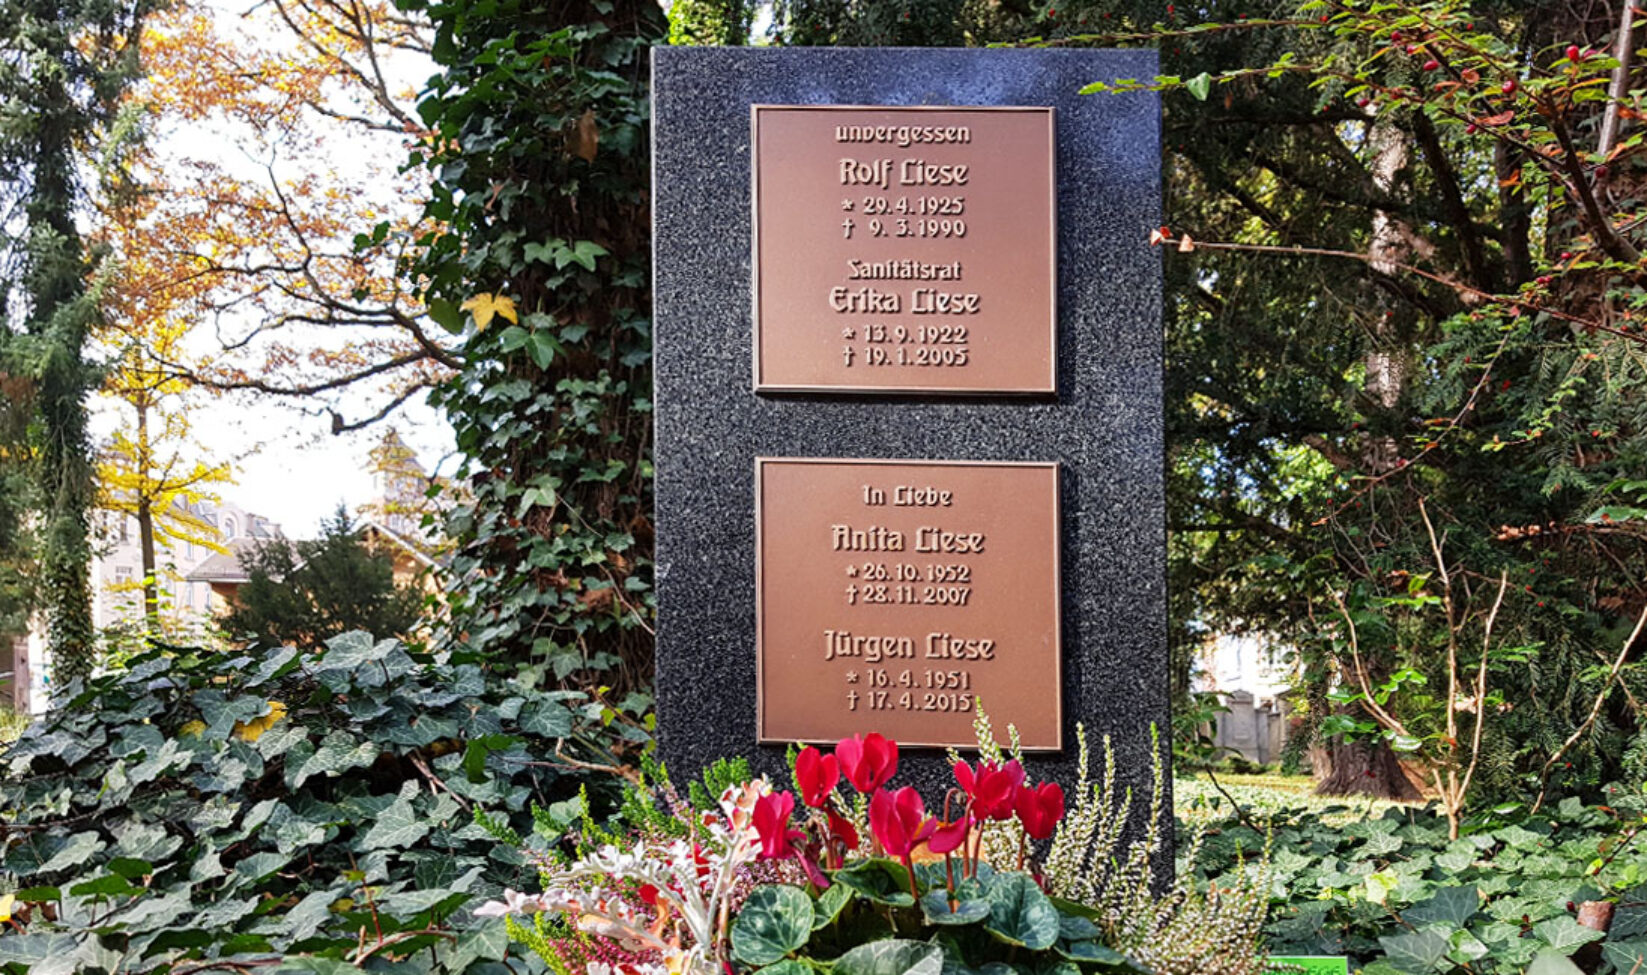 unvergessen
Rolf Liese
* 29.4.1925
† 9. 3.1990
Sanitätsrat
Erika Liese
* 13.9.1922
† 19.1.2005
In Liebe
Anita Liese
* 26.10.1952
† 28.11.2007
Jürgen Liese
* 16.4.1951
† 17.4.2015